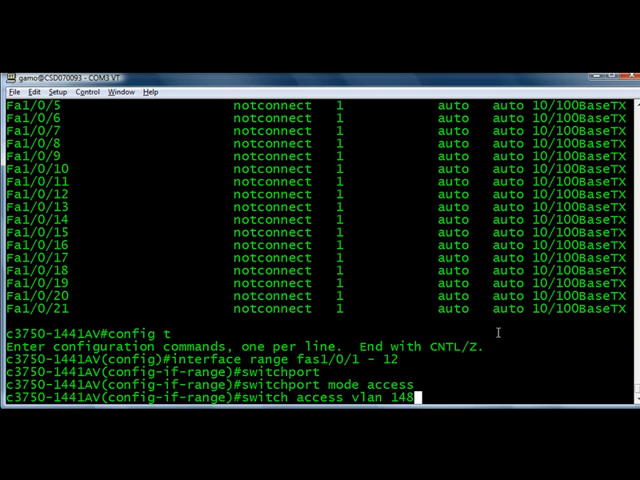 gamo@CSD070093 - COM3 VT
File Edit Setup Control Window Help
Fa1/0/5 notconnect 1 auto auto 10/100BaseTX
Fa1/0/6 notconnect 1 auto auto 10/100BaseTX
Fa1/0/7 notconnect 1 auto auto 10/100BaseTX
Fa1/0/8 notconnect 1 auto auto 10/100BaseTX
Fa1/0/9 notconnect 1 auto auto 10/100BaseTX
Fa1/0/10 notconnect 1 auto auto 10/100BaseTX
Fa1/0/11 notconnect 1 auto auto 10/100BaseTX
Fa1/0/12 notconnect 1 auto auto 10/100BaseTX
Fa1/0/13 notconnect 1 auto auto 10/100BaseTX
Fa1/0/14 notconnect 1 auto auto 10/100BaseTX
Fa1/0/15 notconnect 1 auto auto 10/100BaseTX
Fa1/0/16 notconnect 1 auto auto 10/100BaseTX
Fa1/0/17 notconnect 1 auto auto 10/100BaseTX
Fa1/0/18 notconnect 1 auto auto 10/100BaseTX
Fa1/0/19 notconnect 1 auto auto 10/100BaseTX
Fa1/0/20 notconnect 1 auto auto 10/100BaseTX
Fa1/0/21 notconnect 1 auto auto 10/100BaseTX
c3750-1441AV#config t
Enter configuration commands, one per line. End with CNTL/Z.
c3750-1441AV(config)#interface range fas1/0/1 - 12
c3750-1441AV(config-if-range)#switchport
c3750-1441AV(config-if-range)#switchport mode access
c3750-1441AV(config-if-range)#switch access vlan 148